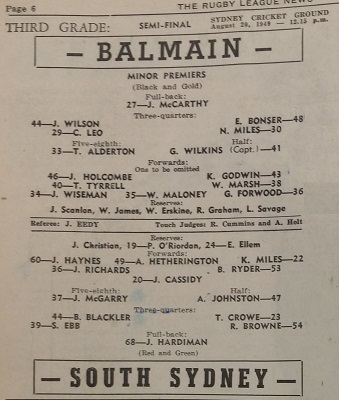 Page 6
THE RUGBY LEAGUE NEWS
THIRD GRADE:
SEMI-FINAL
SYDNEY CRICKET GROUND
August 20, 1949 — 12.15 p.m.
— BALMAIN —
MINOR PREMIERS
(Black and Gold)
Full-back:
27—J. McCARTHY
Three-quarters:
44—J. WILSON E. BONSER—48
29—C. LEO N. MILES—30
Five-eighth: Half:
33—T. ALDERTON G. WILKINS (Capt.)—41
Forwards:
One to be omitted
46—J. HOLCOMBE K. GODWIN—43
40—T. TYRRELL W. MARSH—38
34—J. WISEMAN 35—W. MALONEY G. FORWOOD—36
Reserves:
J. Scanlon, W. James, W. Erskine, R. Graham, L. Savage
Referee: J. EEDY Touch Judges: R. Cummins and A. Holt
Reserves:
J. Christian, 19—P. O'Riordan, 24—E. Ellem
Forwards:
60—J. HAYNES 49—A. HETHERINGTON K. MILES—22
36—J. RICHARDS B. RYDER—53
20—J. CASSIDY
Five-eighth: Half:
37—J. McGARRY A. JOHNSTON—47
Three-quarters:
44—B. BLACKLER T. CROWE—23
39—S. EBB R. BROWNE—54
Full-back:
68—J. HARDIMAN
(Red and Green)
— SOUTH SYDNEY —